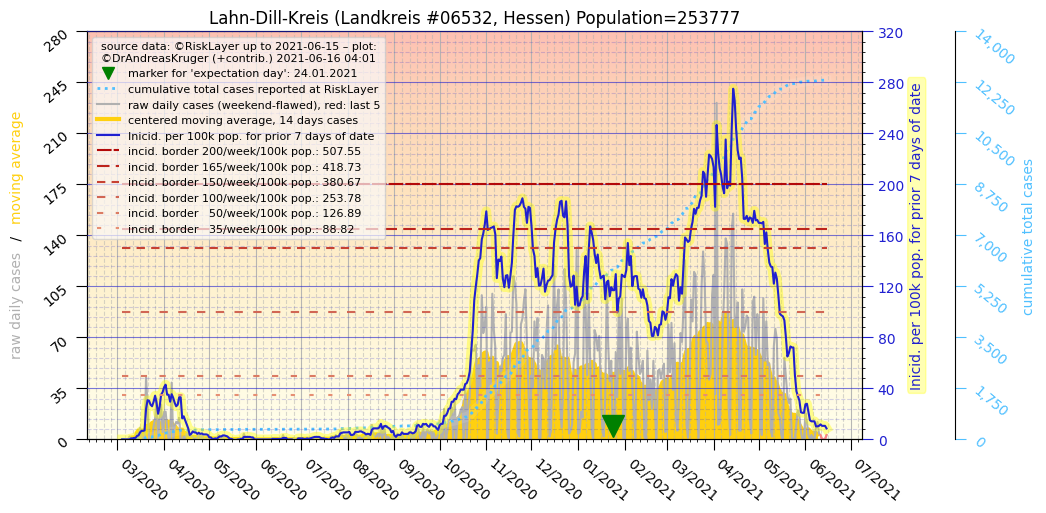 Lahn-Dill-Kreis (Landkreis #06532, Hessen) Population=253777
source data: ©RiskLayer up to 2021-06-15 – plot:
©DrAndreasKruger (+contrib.) 2021-06-16 04:01
marker for 'expectation day': 24.01.2021
cumulative total cases reported at RiskLayer
raw daily cases (weekend-flawed), red: last 5
centered moving average, 14 days cases
Inicid. per 100k pop. for prior 7 days of date
incid. border 200/week/100k pop.: 507.55
incid. border 165/week/100k pop.: 418.73
incid. border 150/week/100k pop.: 380.67
incid. border 100/week/100k pop.: 253.78
incid. border   50/week/100k pop.: 126.89
incid. border   35/week/100k pop.: 88.82
raw daily cases / moving average
280
245
210
175
140
105
70
35
0
03/2020
04/2020
05/2020
06/2020
07/2020
08/2020
09/2020
10/2020
11/2020
12/2020
01/2021
02/2021
03/2021
04/2021
05/2021
06/2021
07/2021
320
280
240
200
160
120
80
40
0
Inicid. per 100k pop. for prior 7 days of date
14,000
12,250
10,500
8,750
7,000
5,250
3,500
1,750
0
cumulative total cases